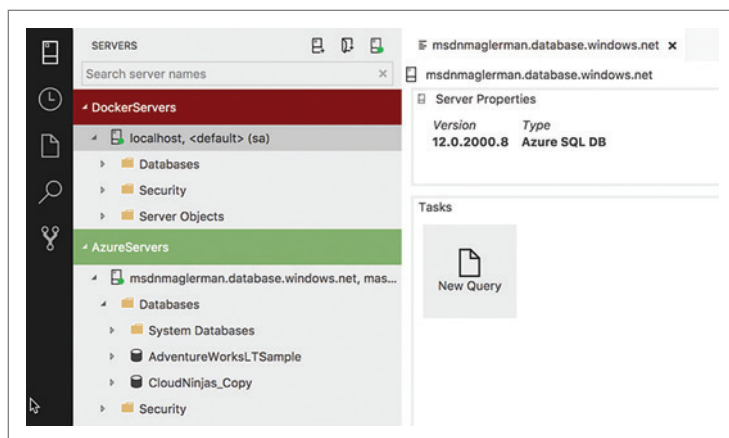 SERVERS
Search server names
DockerServers
localhost, <default> (sa)
Databases
Security
Server Objects
AzureServers
msdnmaglerman.database.windows.net, mas...
Databases
System Databases
AdventureWorksLTSample
CloudNinjas_Copy
Security
msdnmaglerman.database.windows.net
msdnmaglerman.database.windows.net
Server Properties
Version Type
12.0.2000.8 Azure SQL DB
Tasks
New Query